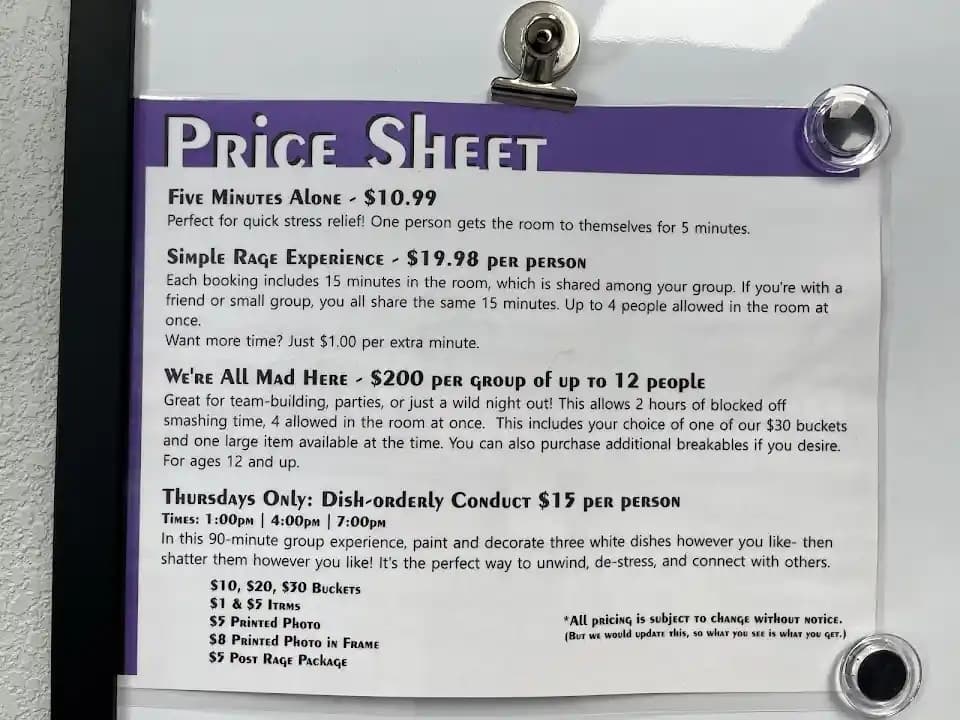 Price Sheet
Five Minutes Alone - $10.99
Perfect for quick stress relief! One person gets the room to themselves for 5 minutes.
Simple Rage Experience - $19.98 per person
Each booking includes 15 minutes in the room, which is shared among your group. If you're with a
friend or small group, you all share the same 15 minutes. Up to 4 people allowed in the room at
once.
Want more time? Just $1.00 per extra minute.
We're All Mad Here - $200 per group of up to 12 people
Great for team-building, parties, or just a wild night out! This allows 2 hours of blocked off
smashing time, 4 allowed in the room at once. This includes your choice of one of our $30 buckets
and one large item available at the time. You can also purchase additional breakables if you desire.
For ages 12 and up.
Thursdays Only: Dish-orderly Conduct $15 per person
Times: 1:00pm | 4:00pm | 7:00pm
In this 90-minute group experience, paint and decorate three white dishes however you like- then
shatter them however you like! It's the perfect way to unwind, de-stress, and connect with others.
$10, $20, $30 Buckets
$1 & $5 Itrms
$5 Printed Photo
$8 Printed Photo in Frame
$5 Post Rage Package
*All pricing is subject to change without notice.
(But we would update this, so what you see is what you get.)